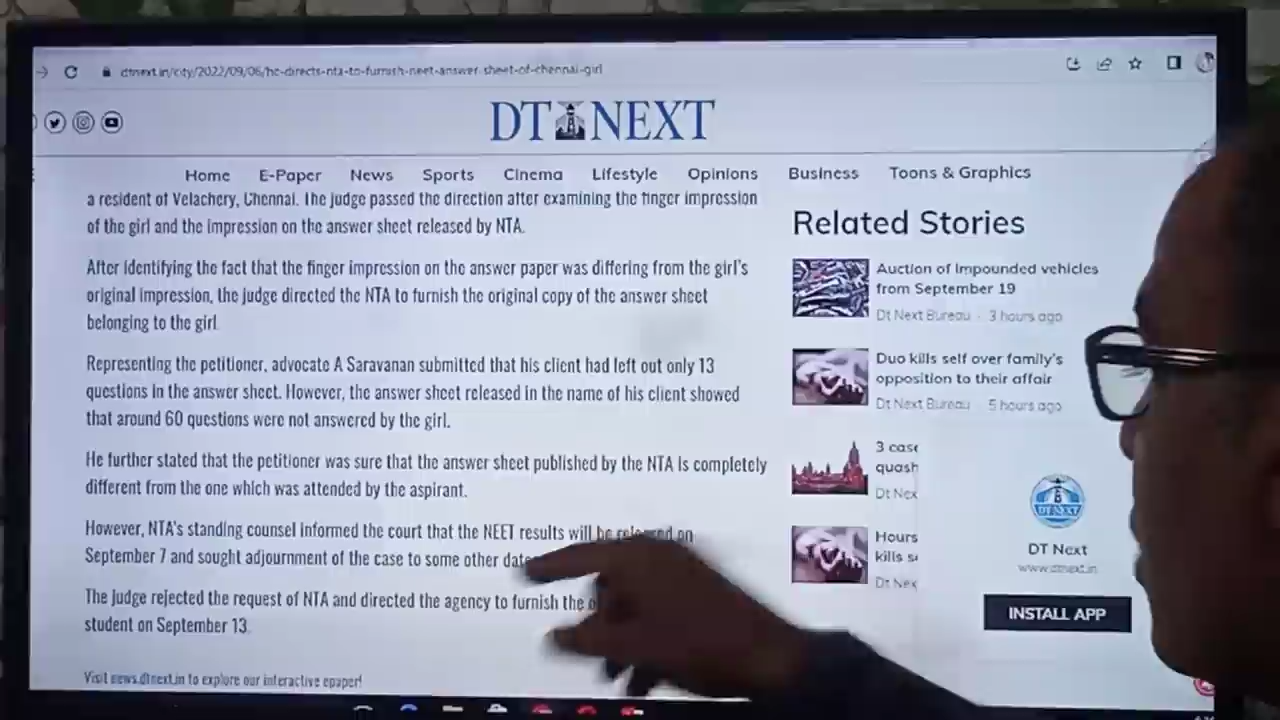 dtnext.in/city/2022/09/06/hc-directs-nta-to-furnish-neet-answer-sheet-of-chennai-girl
DT NEXT
Home E-Paper News Sports Cinema Lifestyle Opinions Business Toons & Graphics
a resident of Velachery, Chennai. The judge passed the direction after examining the finger impression
of the girl and the impression on the answer sheet released by NTA.
After identifying the fact that the finger impression on the answer paper was differing from the girl's
original impression, the judge directed the NTA to furnish the original copy of the answer sheet
belonging to the girl.
Representing the petitioner, advocate A Saravanan submitted that his client had left out only 13
questions in the answer sheet. However, the answer sheet released in the name of his client showed
that around 60 questions were not answered by the girl.
He further stated that the petitioner was sure that the answer sheet published by the NTA is completely
different from the one which was attended by the aspirant.
However, NTA's standing counsel informed the court that the NEET results will be released on
September 7 and sought adjournment of the case to some other date
The judge rejected the request of NTA and directed the agency to furnish the
student on September 13.
Visit news.dtnext.in to explore our interactive epaper!
Related Stories
Auction of impounded vehicles
from September 19
Dt Next Bureau · 3 hours ago
Duo kills self over family's
opposition to their affair
Dt Next Bureau · 5 hours ago
3 case
quash
Dt Nex
Hours
kills s
Dt Nex
DT NEXT
DT Next
www.dtnext.in
INSTALL APP